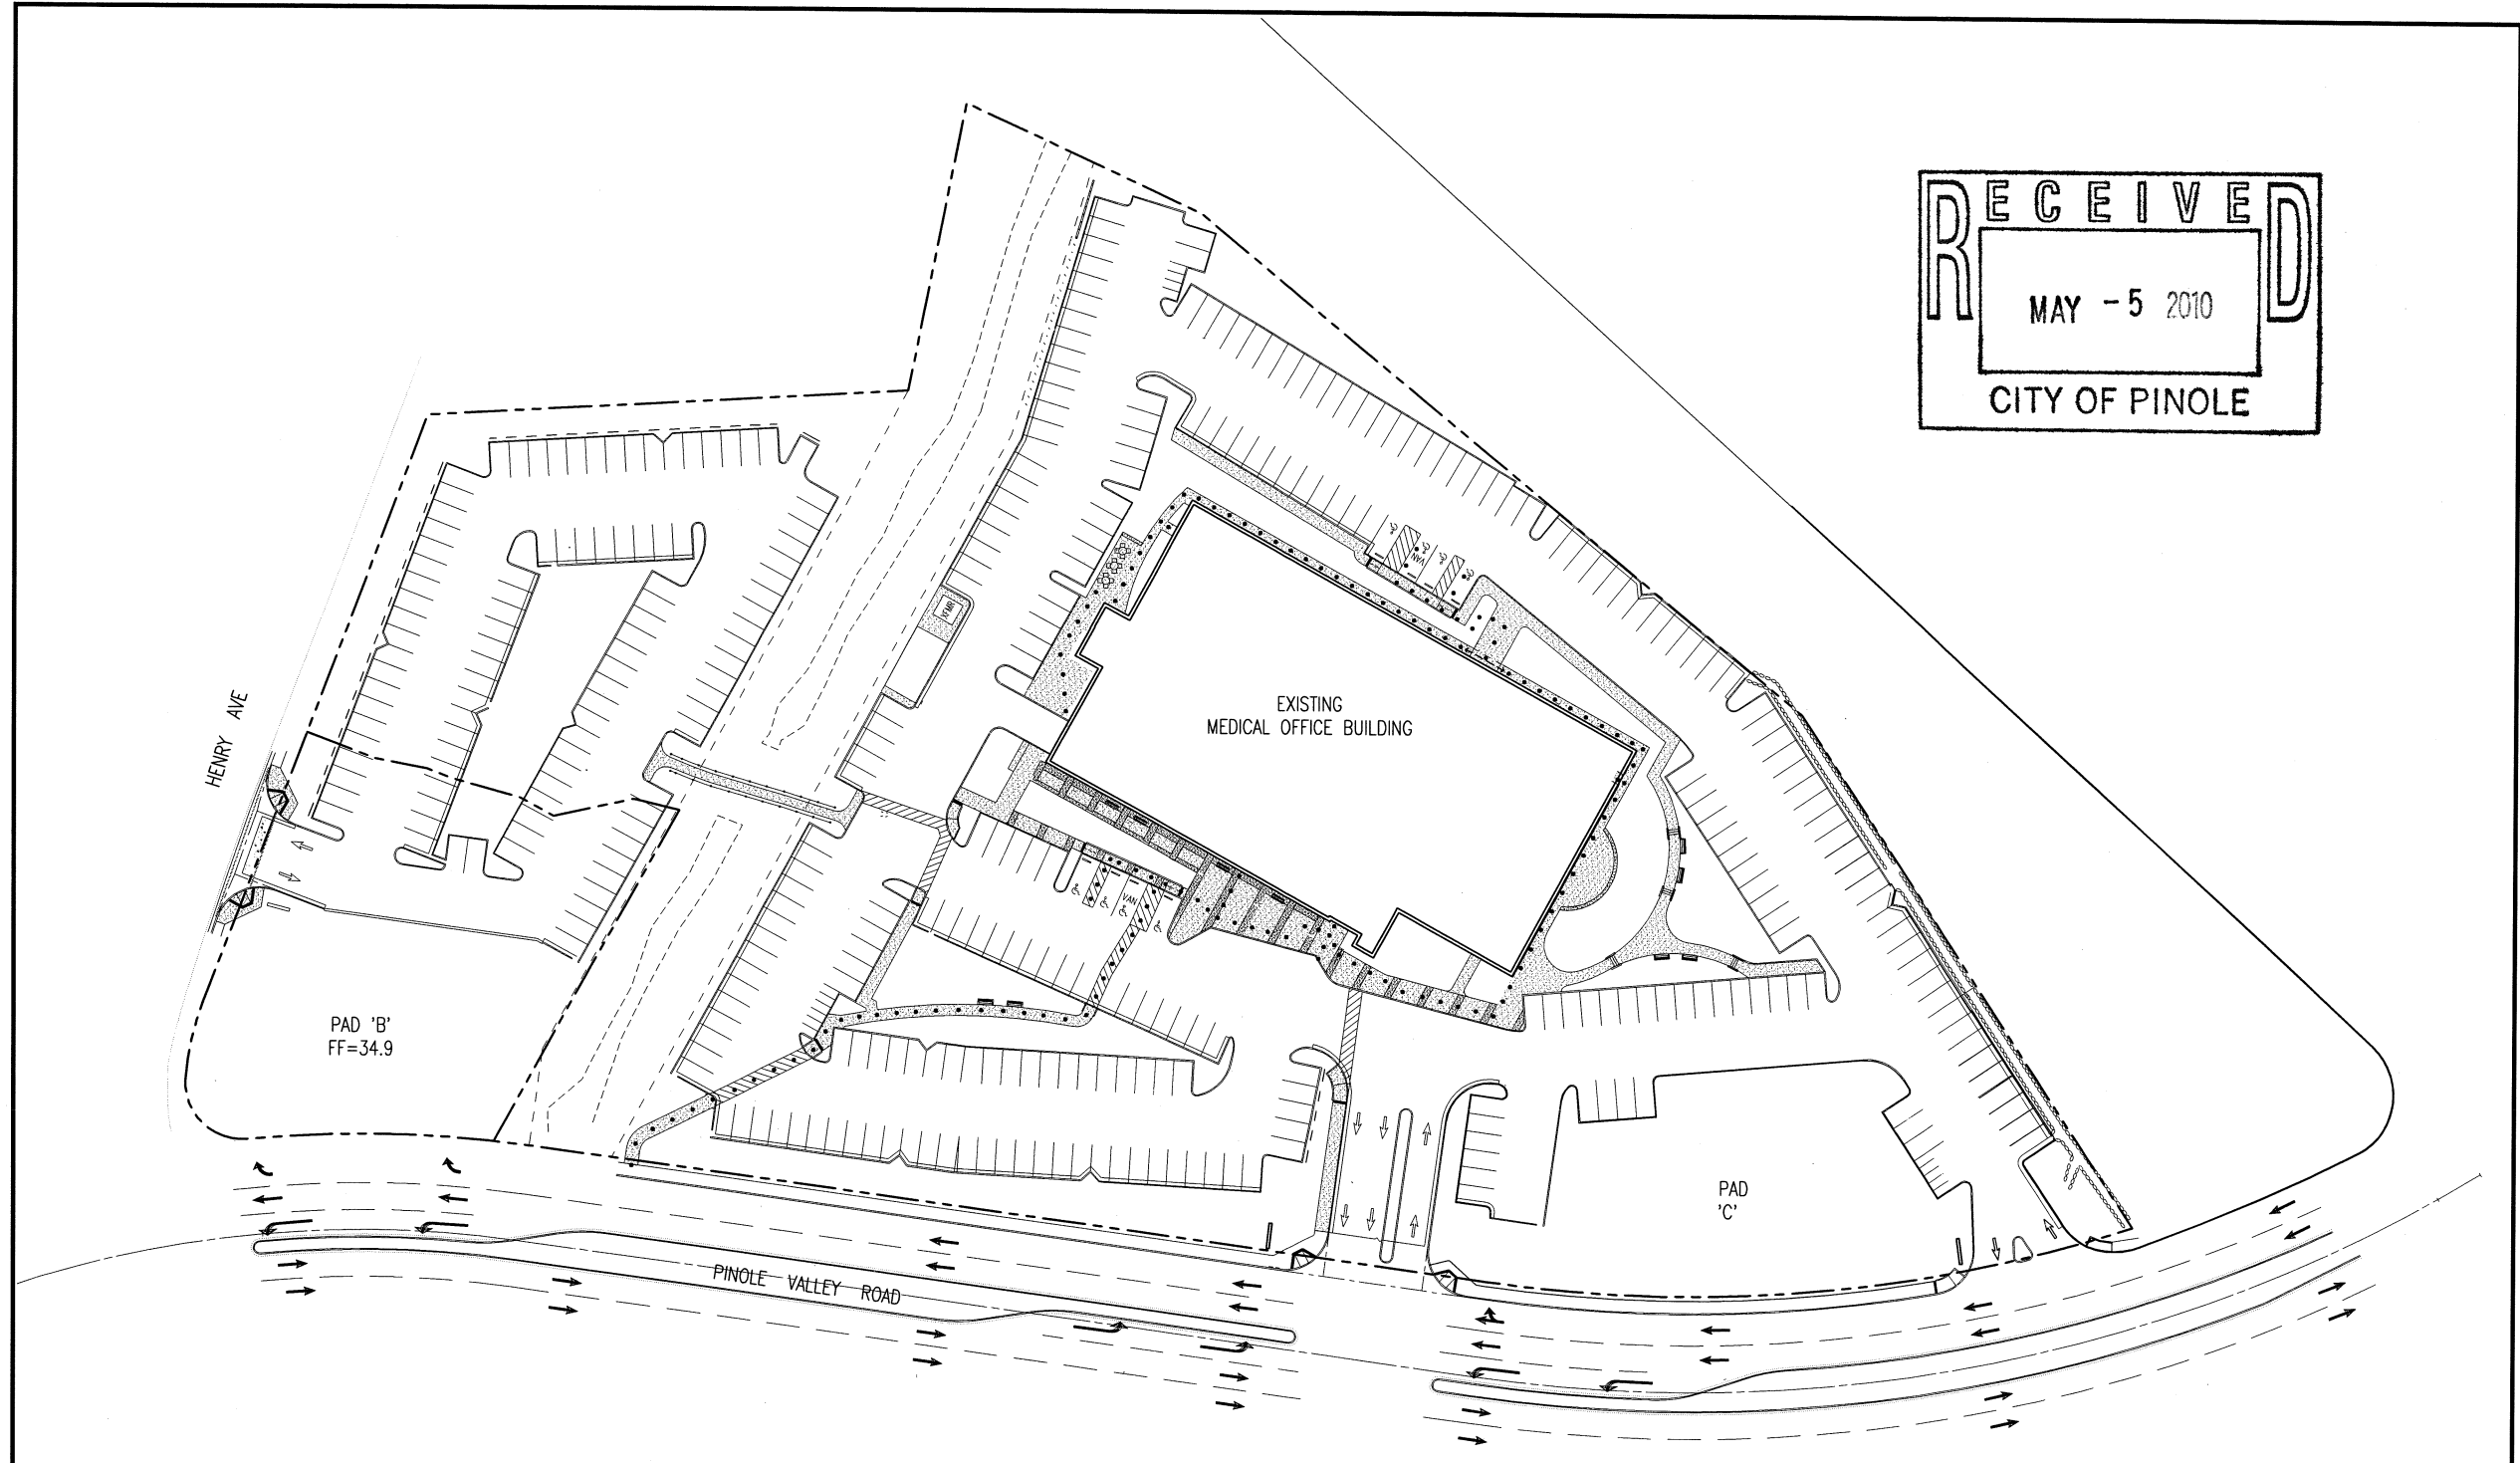 RECEIVED
MAY -5 2010
CITY OF PINOLE
XFMR
VAN
EXISTING
MEDICAL OFFICE BUILDING
HENRY AVE
VAN
PAD 'B'
FF=34.9
PAD
'C'
PINOLE VALLEY ROAD